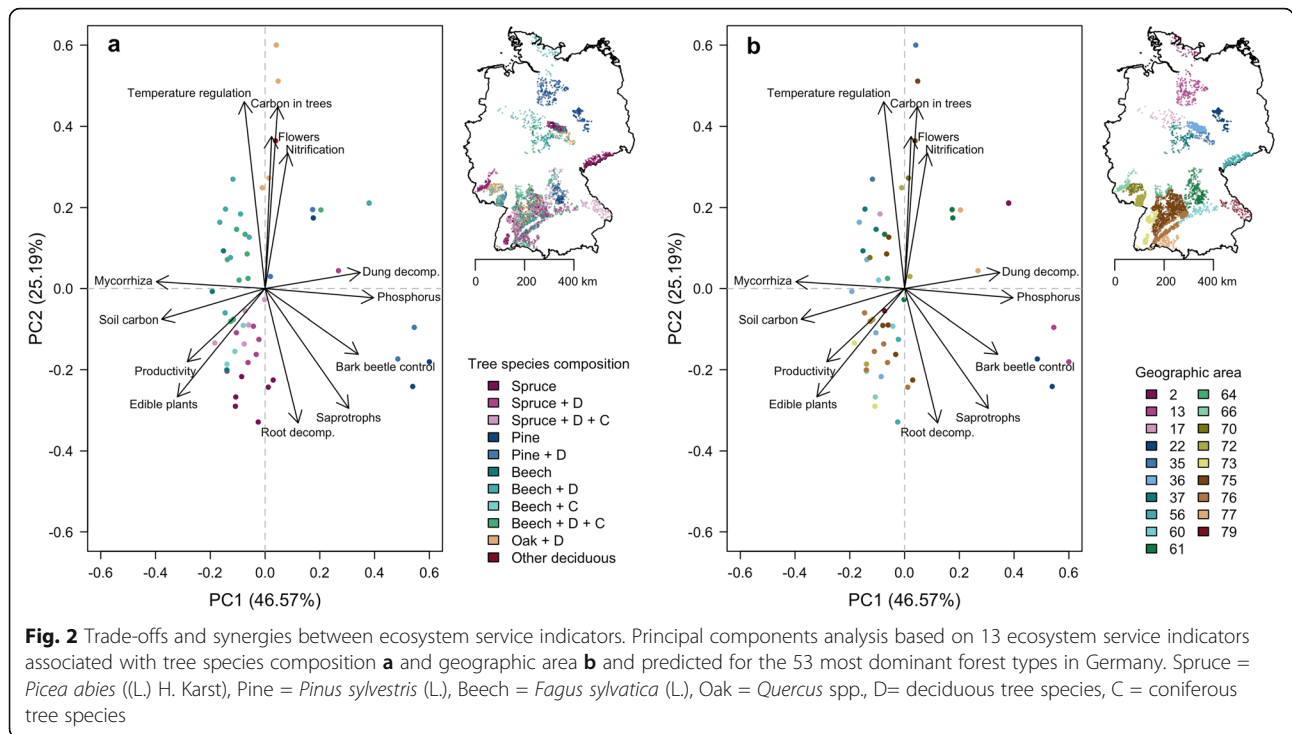 a
Temperature regulation
Carbon in trees
Flowers
Nitrification
Mycorrhiza
Dung decomp.
Phosphorus
Soil carbon
Productivity
Bark beetle control
Edible plants
Saprotrophs
Root decomp.
0.6
0.4
0.2
0.0
-0.2
-0.4
-0.6
PC2 (25.19%)
-0.6 -0.4 -0.2 0.0 0.2 0.4 0.6
PC1 (46.57%)
0 200 400 km
Tree species composition
Spruce
Spruce + D
Spruce + D + C
Pine
Pine + D
Beech
Beech + D
Beech + C
Beech + D + C
Oak + D
Other deciduous
b
Temperature regulation
Carbon in trees
Flowers
Nitrification
Mycorrhiza
Dung decomp.
Phosphorus
Soil carbon
Productivity
Bark beetle control
Edible plants
Saprotrophs
Root decomp.
0.6
0.4
0.2
0.0
-0.2
-0.4
-0.6
PC2 (25.19%)
-0.6 -0.4 -0.2 0.0 0.2 0.4 0.6
PC1 (46.57%)
0 200 400 km
Geographic area
2 64
13 66
17 70
22 72
35 73
36 75
37 76
56 77
60 79
61
Fig. 2 Trade-offs and synergies between ecosystem service indicators. Principal components analysis based on 13 ecosystem service indicators
associated with tree species composition a and geographic area b and predicted for the 53 most dominant forest types in Germany. Spruce =
Picea abies ((L.) H. Karst), Pine = Pinus sylvestris (L.), Beech = Fagus sylvatica (L.), Oak = Quercus spp., D= deciduous tree species, C = coniferous
tree species